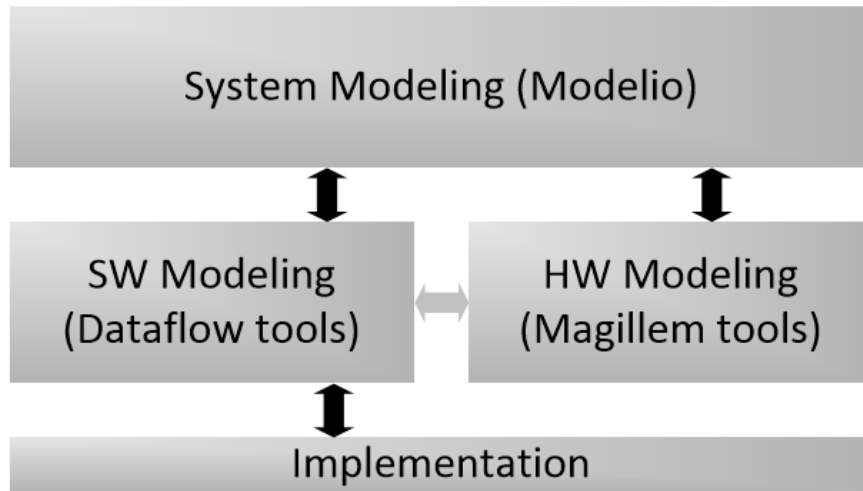 System Modeling (Modelio)
SW Modeling
(Dataflow tools)
HW Modeling
(Magillem tools)
Implementation